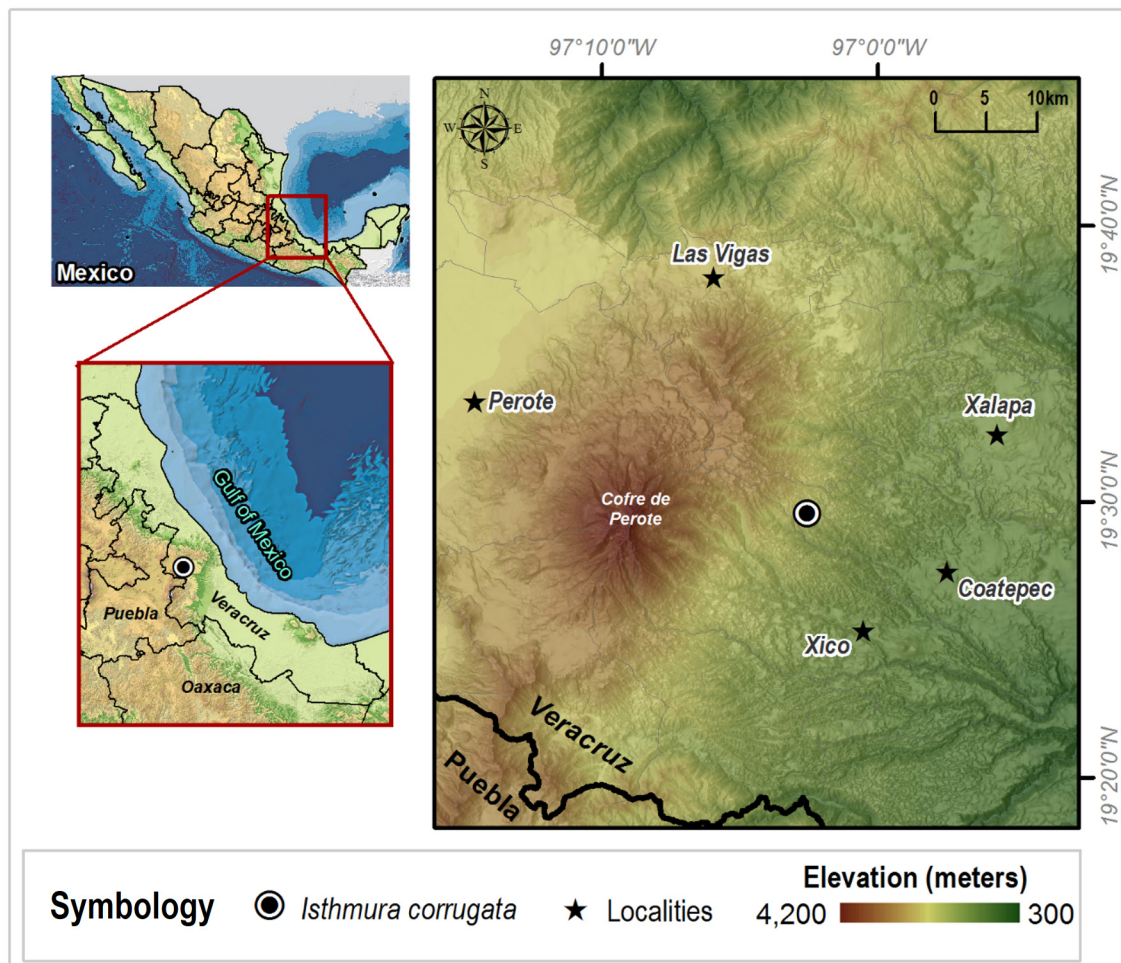 97°10'0"W
97°0'0"W
N
W
E
S
0
5
10km
Mexico
19°40'0"N
Las Vigas
Perote
Xalapa
Cofre de
Perote
19°30'0"N
Coatepec
Xico
Gulf of Mexico
Puebla
Veracruz
Oaxaca
Veracruz
Puebla
19°20'0"N
Symbology
Isthmura corrugata
Localities
Elevation (meters)
4,200
300